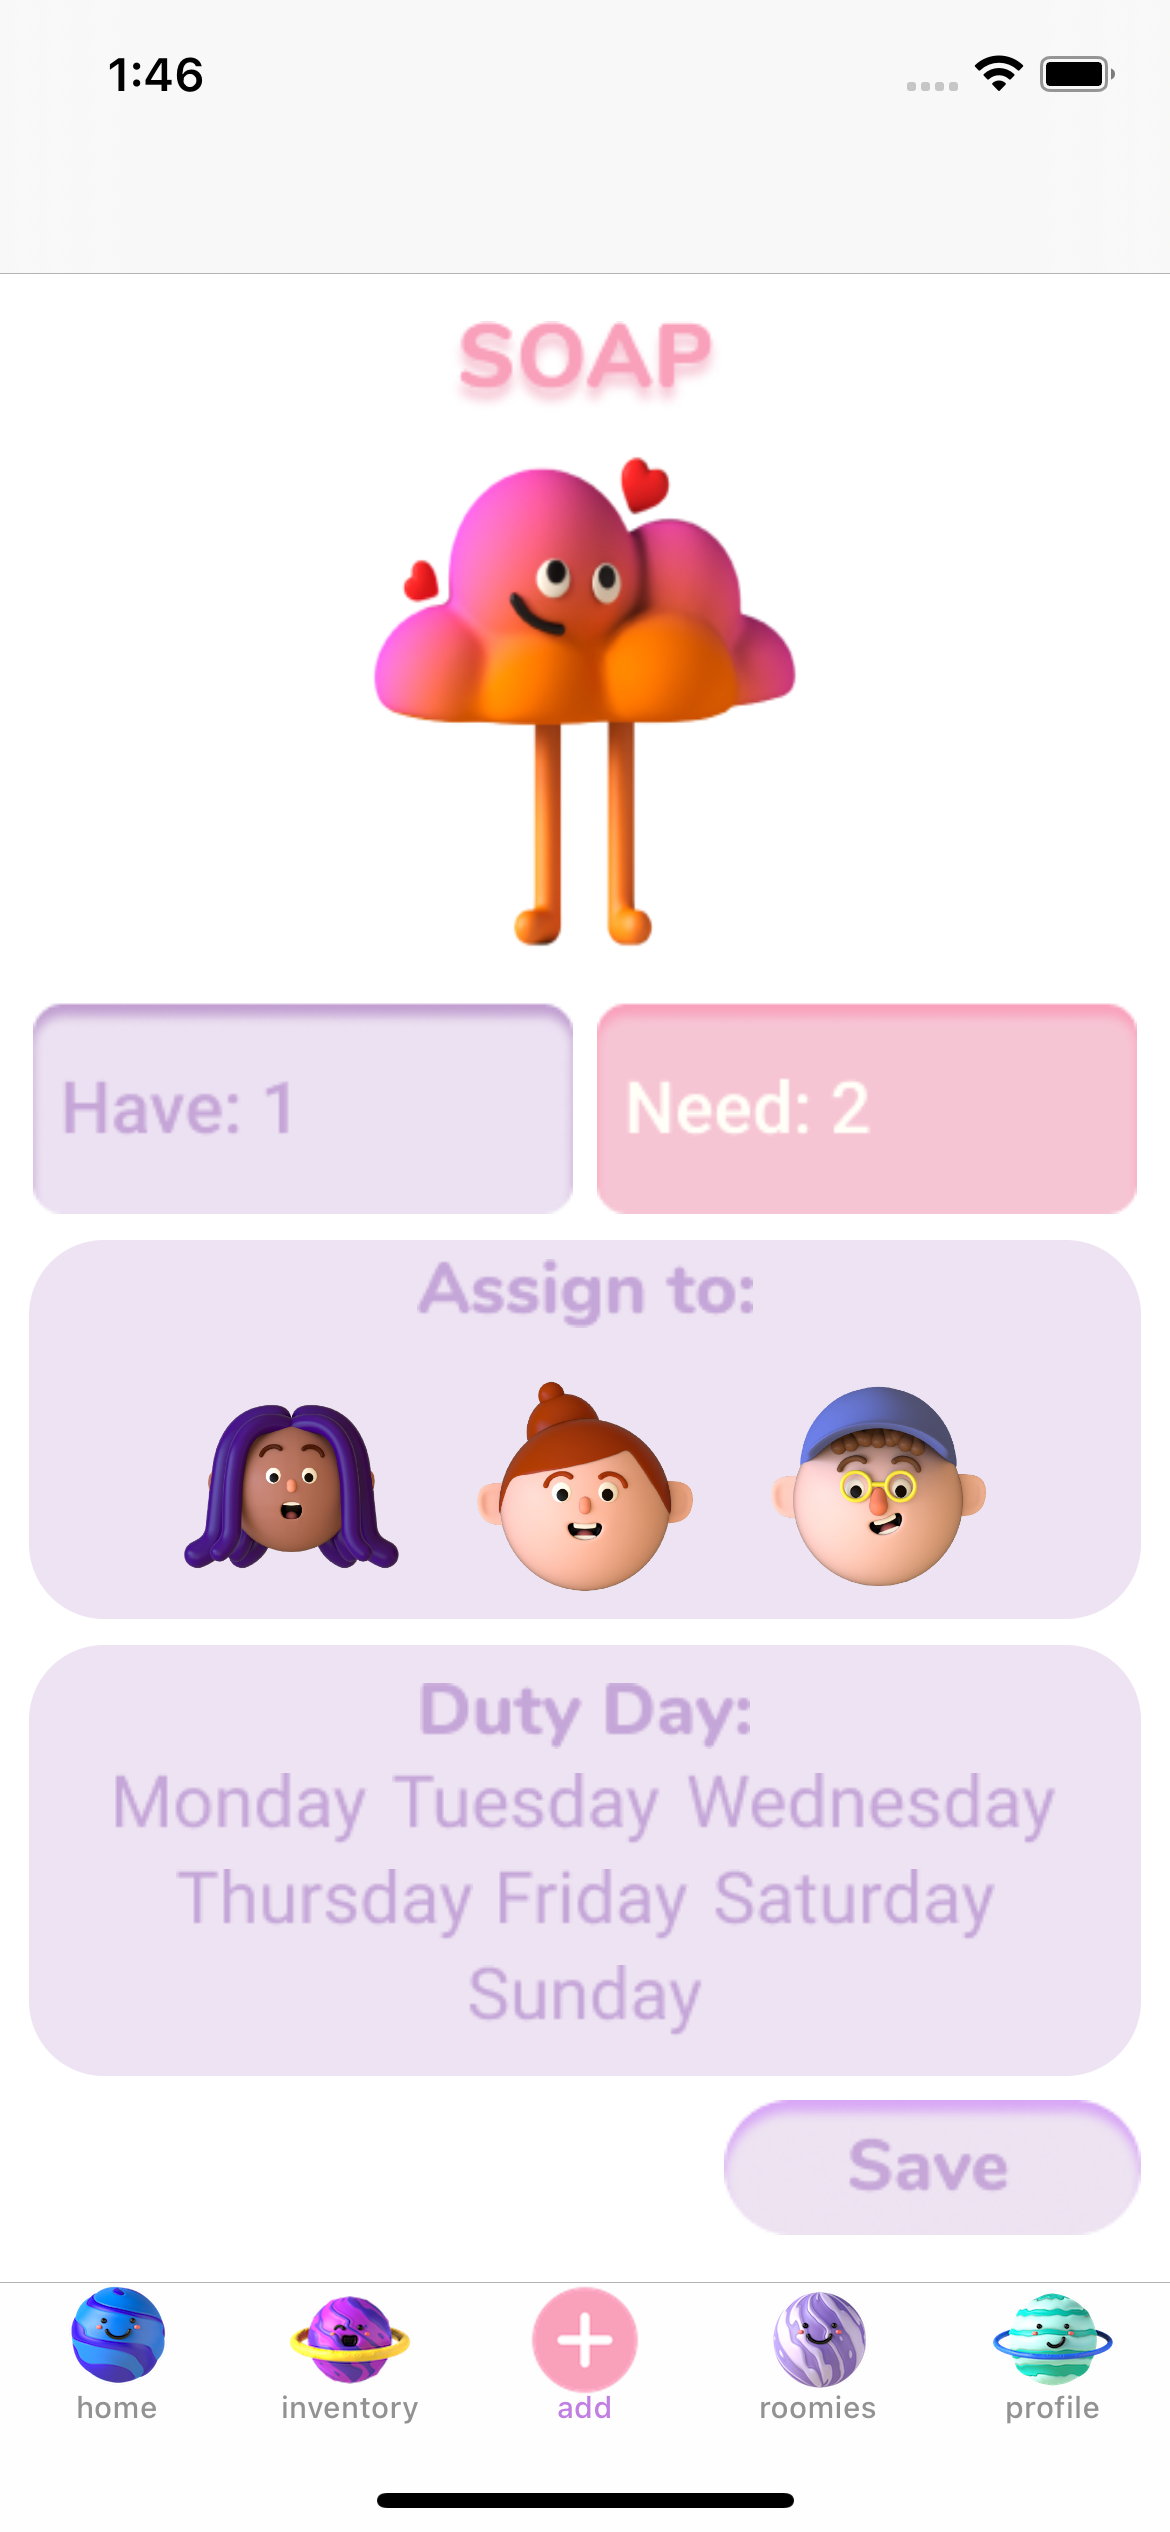 1:46
SOAP
Have: 1
Need: 2
Assign to:
Duty Day:
Monday Tuesday Wednesday
Thursday Friday Saturday
Sunday
Save
home
inventory
add
roomies
profile